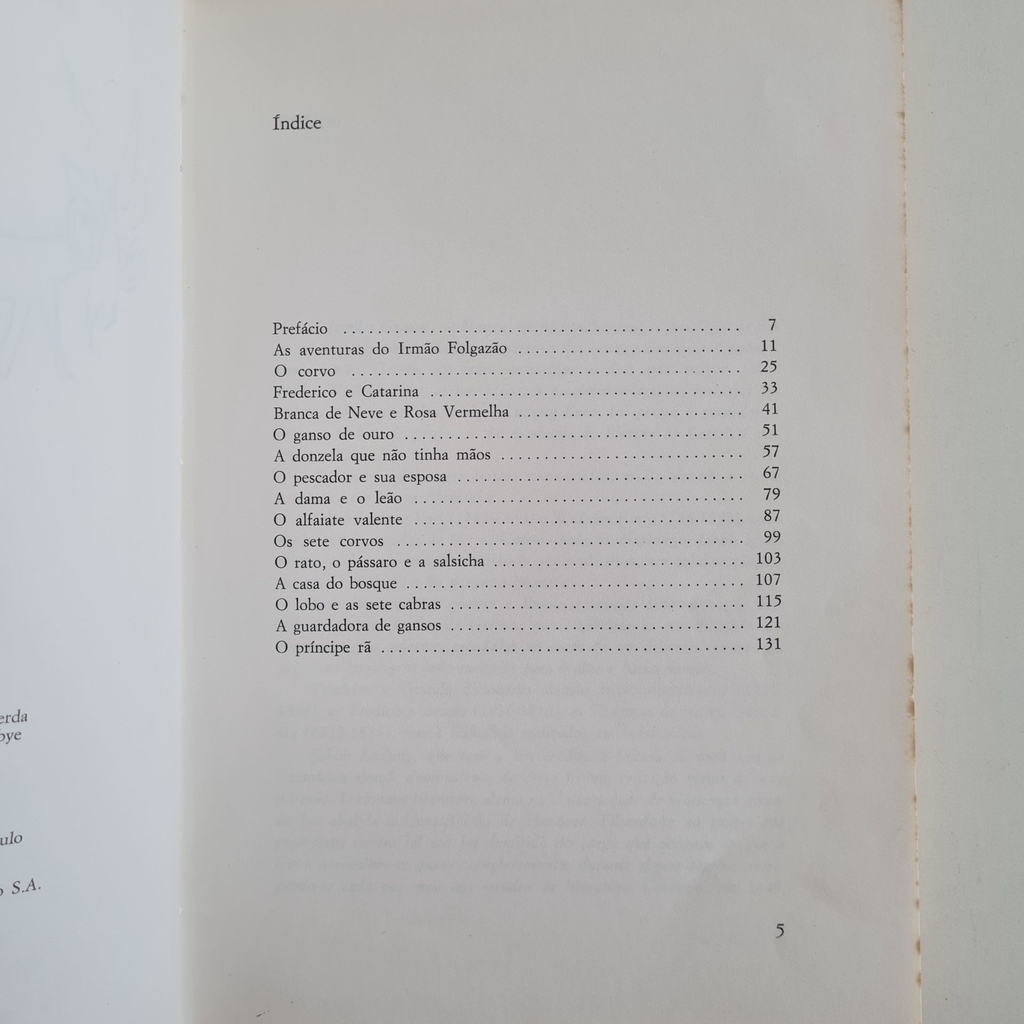 Índice
Prefácio ............................................. 7
As aventuras do Irmão Folgazão .......................... 11
O corvo ............................................. 25
Frederico e Catarina .................................... 33
Branca de Neve e Rosa Vermelha .......................... 41
O ganso de ouro ....................................... 51
A donzela que não tinha mãos ............................ 57
O pescador e sua esposa ................................. 67
A dama e o leão ...................................... 79
O alfaiate valente ...................................... 87
Os sete corvos ........................................ 99
O rato, o pássaro e a salsicha ............................. 103
A casa do bosque ....................................... 107
O lobo e as sete cabras .................................. 115
A guardadora de gansos .................................. 121
O príncipe rã .......................................... 131
5
erda
bye
ulo
S.A.